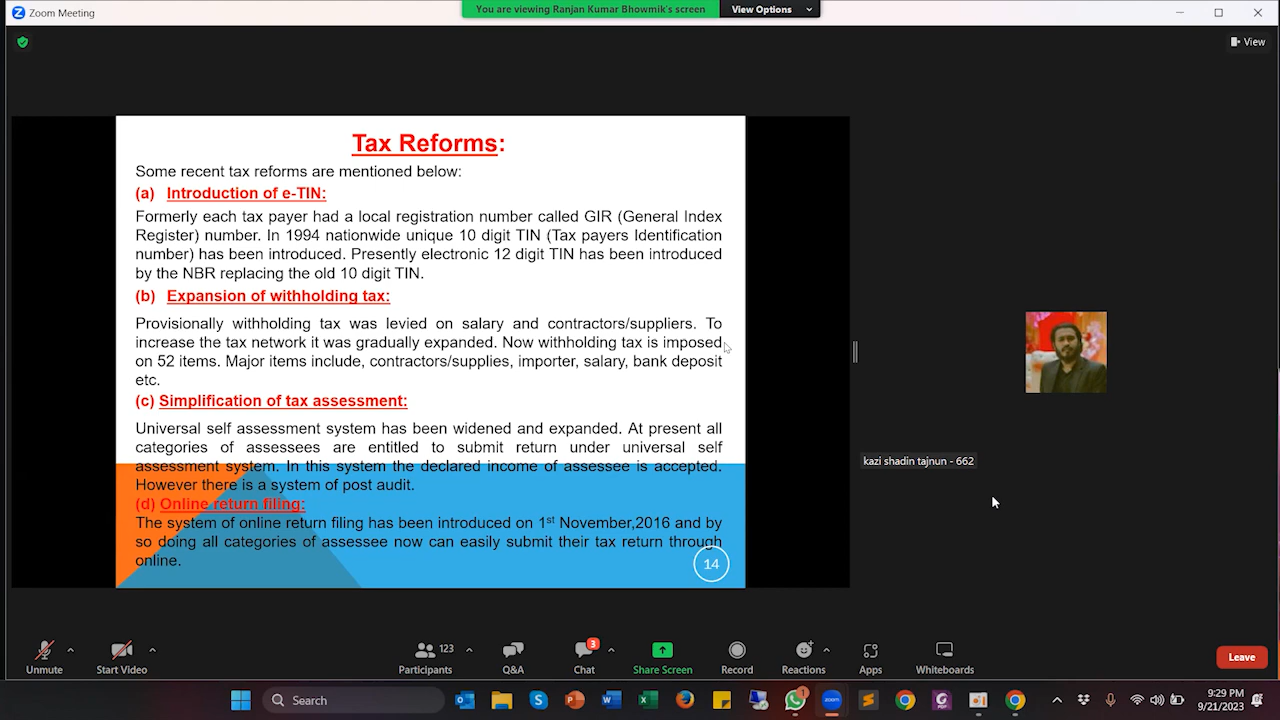 Zoom Meeting
You are viewing Ranjan Kumar Bhowmik's screen
View Options
View
Tax Reforms:
Some recent tax reforms are mentioned below:
(a) Introduction of e-TIN:
Formerly each tax payer had a local registration number called GIR (General Index
Register) number. In 1994 nationwide unique 10 digit TIN (Tax payers Identification
number) has been introduced. Presently electronic 12 digit TIN has been introduced
by the NBR replacing the old 10 digit TIN.
(b) Expansion of withholding tax:
Provisionally withholding tax was levied on salary and contractors/suppliers. To
increase the tax network it was gradually expanded. Now withholding tax is imposed
on 52 items. Major items include, contractors/supplies, importer, salary, bank deposit
etc.
(c) Simplification of tax assessment:
Universal self assessment system has been widened and expanded. At present all
categories of assessees are entitled to submit return under universal self
assessment system. In this system the declared income of assessee is accepted.
However there is a system of post audit.
(d) Online return filing:
The system of online return filing has been introduced on 1st November,2016 and by
so doing all categories of assessee now can easily submit their tax return through
online.
14
kazi shadin tajnun - 662
Unmute
Start Video
123
Participants
Q&A
3
Chat
Share Screen
Record
Reactions
Apps
Whiteboards
Leave
Search
1
zoom
9:29 PM
9/21/2023